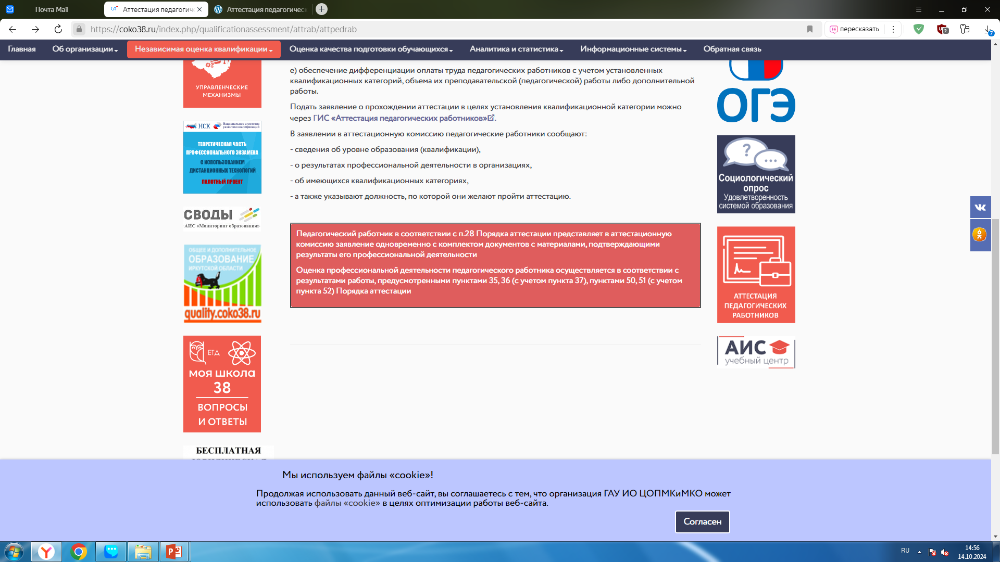 Почта Mail
Аттестация педагогиче
Аттестация педагогическ
https://coko38.ru/index.php/qualificationassessment/attrab/attpedrab
пересказать
2
7
Главная
Об организации
Независимая оценка квалификации
Оценка качества подготовки обучающихся
Аналитика и статистика
Информационные системы
Обратная связь
УПРАВЛЕНЧЕСКИЕ
МЕХАНИЗМЫ
НСК
Национальное агентство
развития квалификаций
ТЕОРЕТИЧЕСКАЯ ЧАСТЬ
ПРОФЕССИОНАЛЬНОГО ЭКЗАМЕНА
С ИСПОЛЬЗОВАНИЕМ
ДИСТАНЦИОННЫХ ТЕХНОЛОГИЙ
ПИЛОТНЫЙ ПРОЕКТ
СВОДЫ
АИС «Мониторинг образования»
ОБЩЕЕ И ДОПОЛНИТЕЛЬНОЕ
ОБРАЗОВАНИЕ
ИРКУТСКОЙ ОБЛАСТИ
quality.coko38.ru
ЕТД
МОЯ ШКОЛА
38
ВОПРОСЫ
И ОТВЕТЫ
БЕСПЛАТНАЯ
е) обеспечение дифференциации оплаты труда педагогических работников с учетом установленных
квалификационных категорий, объема их преподавательской (педагогической) работы либо дополнительной
работы.
Подать заявление о прохождении аттестации в целях установления квалификационной категории можно
через ГИС «Аттестация педагогических работников».
В заявлении в аттестационную комиссию педагогические работники сообщают:
- сведения об уровне образования (квалификации),
- о результатах профессиональной деятельности в организациях,
- об имеющихся квалификационных категориях,
- а также указывают должность, по которой они желают пройти аттестацию.
Педагогический работник в соответствии с п.28 Порядка аттестации представляет в аттестационную
комиссию заявление одновременно с комплектом документов с материалами, подтверждающими
результаты его профессиональной деятельности
Оценка профессиональной деятельности педагогического работника осуществляется в соответствии с
результатами работы, предусмотренными пунктами 35, 36 (с учетом пункта 37), пунктами 50, 51 (с учетом
пункта 52) Порядка аттестации
ОГЭ
Социологический
опрос
Удовлетворенность
системой образования
АТТЕСТАЦИЯ
ПЕДАГОГИЧЕСКИХ
РАБОТНИКОВ
АИС
учебный центр
Мы используем файлы «cookie»!
Продолжая использовать данный веб-сайт, вы соглашаетесь с тем, что организация ГАУ ИО ЦОПМКиМКО может
использовать файлы «cookie» в целях оптимизации работы веб-сайта.
Согласен
RU
14:56
14.10.2024